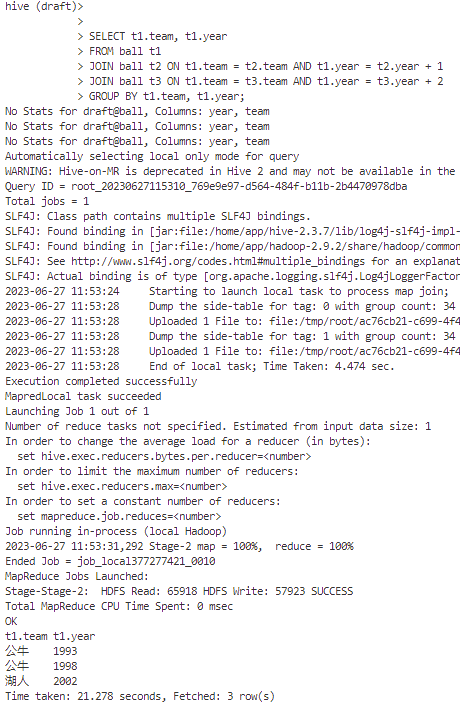 hive (draft)>
>
> SELECT t1.team, t1.year
> FROM ball t1
> JOIN ball t2 ON t1.team = t2.team AND t1.year = t2.year + 1
> JOIN ball t3 ON t1.team = t3.team AND t1.year = t3.year + 2
> GROUP BY t1.team, t1.year;
No Stats for draft@ball, Columns: year, team
No Stats for draft@ball, Columns: year, team
No Stats for draft@ball, Columns: year, team
Automatically selecting local only mode for query
WARNING: Hive-on-MR is deprecated in Hive 2 and may not be available in the
Query ID = root_20230627115310_769e9e97-d564-484f-b11b-2b4470978dba
Total jobs = 1
SLF4J: Class path contains multiple SLF4J bindings.
SLF4J: Found binding in [jar:file:/home/app/hive-2.3.7/lib/log4j-slf4j-impl-
SLF4J: Found binding in [jar:file:/home/app/hadoop-2.9.2/share/hadoop/common
SLF4J: See http://www.slf4j.org/codes.html#multiple_bindings for an explanat
SLF4J: Actual binding is of type [org.apache.logging.slf4j.Log4jLoggerFactor
2023-06-27 11:53:24 Starting to launch local task to process map join;
2023-06-27 11:53:28 Dump the side-table for tag: 0 with group count: 34
2023-06-27 11:53:28 Uploaded 1 File to: file:/tmp/root/ac76cb21-c699-4f4
2023-06-27 11:53:28 Dump the side-table for tag: 1 with group count: 34
2023-06-27 11:53:28 Uploaded 1 File to: file:/tmp/root/ac76cb21-c699-4f4
2023-06-27 11:53:28 End of local task; Time Taken: 4.474 sec.
Execution completed successfully
MapredLocal task succeeded
Launching Job 1 out of 1
Number of reduce tasks not specified. Estimated from input data size: 1
In order to change the average load for a reducer (in bytes):
set hive.exec.reducers.bytes.per.reducer=<number>
In order to limit the maximum number of reducers:
set hive.exec.reducers.max=<number>
In order to set a constant number of reducers:
set mapreduce.job.reduces=<number>
Job running in-process (local Hadoop)
2023-06-27 11:53:31,292 Stage-2 map = 100%, reduce = 100%
Ended Job = job_local377277421_0010
MapReduce Jobs Launched:
Stage-Stage-2: HDFS Read: 65918 HDFS Write: 57923 SUCCESS
Total MapReduce CPU Time Spent: 0 msec
OK
t1.team t1.year
公牛 1993
公牛 1998
湖人 2002
Time taken: 21.278 seconds, Fetched: 3 row(s)